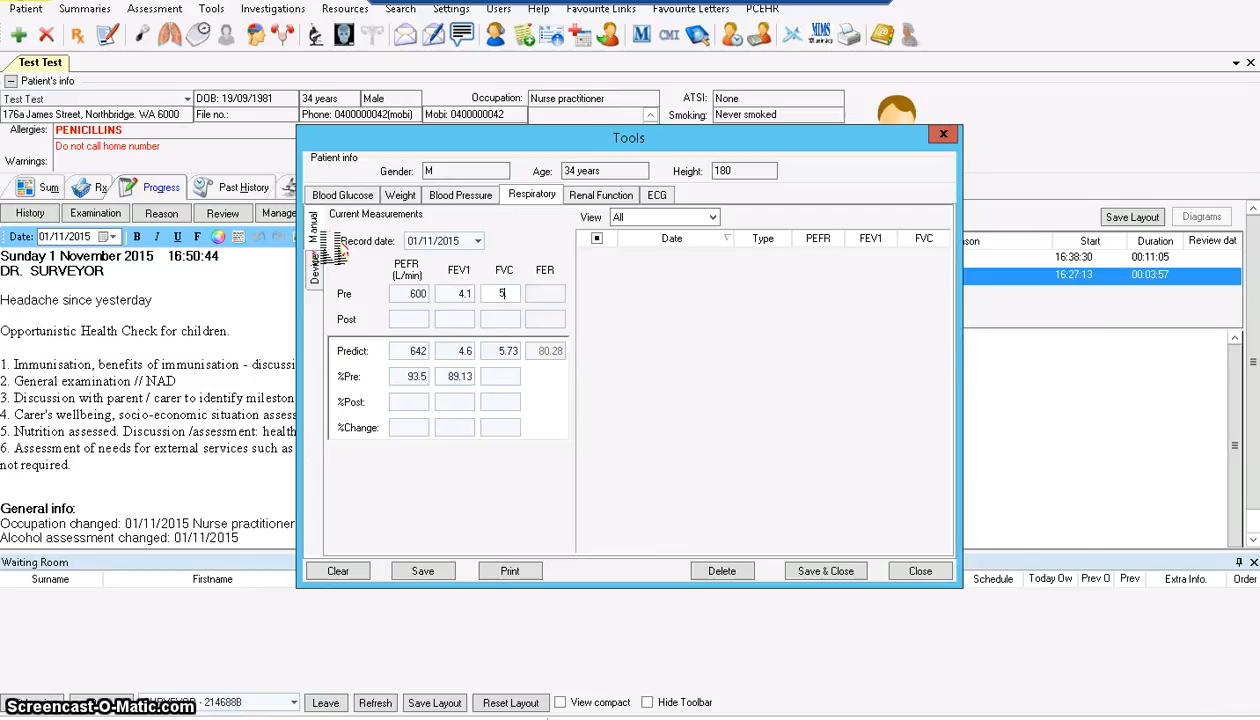 Patient Summaries Assessment Tools Investigations Resources Search Settings Users Help Favourite Links Favourite Letters PCEHR
Rx M CMI MIMS
Test Test
Patient's info
Test Test DOB: 19/09/1981 34 years Male Occupation: Nurse practitioner ATSI: None
176a James Street, Northbridge. WA 6000 File no.: Phone: 0400000042(mobi) Mobi: 0400000042 Smoking: Never smoked
Allergies: PENICILLINS
Do not call home number
Warnings:
Sum Rx Progress Past History
History Examination Reason Review Manage
Save Layout Diagrams
Date: 01/11/2015 B I U F
Sunday 1 November 2015 16:50:44
DR. SURVEYOR
Headache since yesterday
Opportunistic Health Check for children.
1. Immunisation, benefits of immunisation - discussi
2. General examination // NAD
3. Discussion with parent / carer to identify mileston
4. Carer's wellbeing, socio-economic situation assess
5. Nutrition assessed. Discussion /assessment: health
6. Assessment of needs for external services such as
not required.
General info:
Occupation changed: 01/11/2015 Nurse practitioner
Alcohol assessment changed: 01/11/2015
ason Start Duration Review dat
16:38:30 00:11:05
16:27:13 00:03:57
Tools
Patient info
Gender: M Age: 34 years Height: 180
Blood Glucose Weight Blood Pressure Respiratory Renal Function ECG
Manual
Device
Current Measurements
Record date: 01/11/2015
PEFR
(L/min) FEV1 FVC FER
Pre 600 4.1 5
Post
Predict: 642 4.6 5.73 80.28
%Pre: 93.5 89.13
%Post:
%Change:
View All
Date Type PEFR FEV1 FVC
Clear Save Print Delete Save & Close Close
Waiting Room
Surname Firstname Schedule Today Ow Prev O Prev Extra Info. Order
SURVEYOR - 214688B Leave Refresh Save Layout Reset Layout View compact Hide Toolbar
Screencast-O-Matic.com